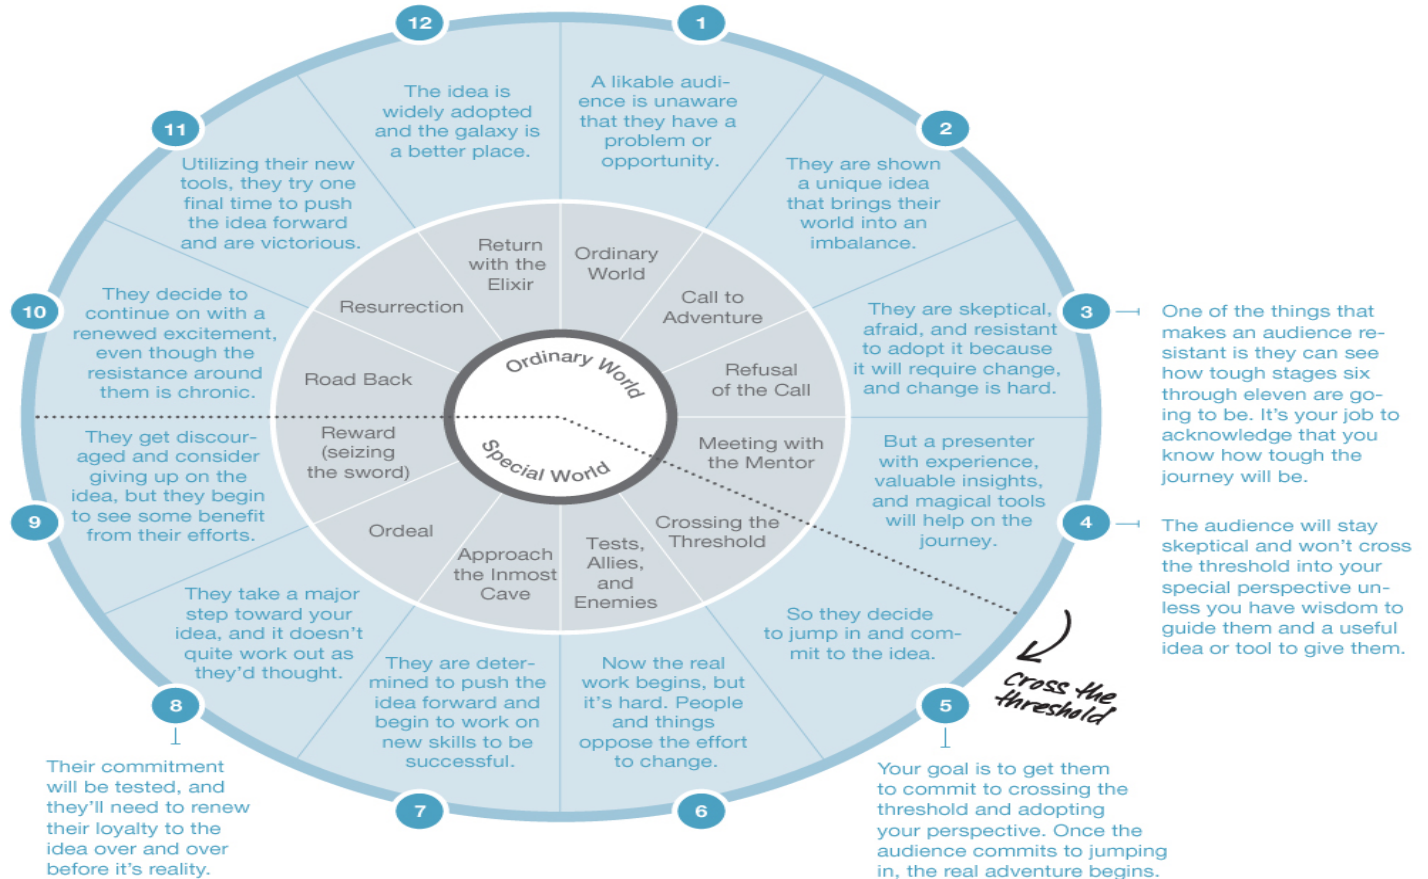 1
A likable audi-
ence is unaware
that they have a
problem or
opportunity.
2
They are shown
a unique idea
that brings their
world into an
imbalance.
3
They are skeptical,
afraid, and resistant
to adopt it because
it will require change,
and change is hard.
One of the things that
makes an audience re-
sistant is they can see
how tough stages six
through eleven are go-
ing to be. It’s your job to
acknowledge that you
know how tough the
journey will be.
4
But a presenter
with experience,
valuable insights,
and magical tools
will help on the
journey.
The audience will stay
skeptical and won’t cross
the threshold into your
special perspective un-
less you have wisdom to
guide them and a useful
idea or tool to give them.
cross the
threshold
5
So they decide
to jump in and com-
mit to the idea.
Your goal is to get them
to commit to crossing the
threshold and adopting
your perspective. Once the
audience commits to jumping
in, the real adventure begins.
6
Now the real
work begins, but
it’s hard. People
and things
oppose the effort
to change.
7
They are deter-
mined to push the
idea forward and
begin to work on
new skills to be
successful.
8
They take a major
step toward your
idea, and it doesn’t
quite work out as
they’d thought.
Their commitment
will be tested, and
they’ll need to renew
their loyalty to the
idea over and over
before it’s reality.
9
They get discour-
aged and consider
giving up on the
idea, but they begin
to see some benefit
from their efforts.
10
They decide to
continue on with a
renewed excitement,
even though the
resistance around
them is chronic.
11
Utilizing their new
tools, they try one
final time to push
the idea forward
and are victorious.
12
The idea is
widely adopted
and the galaxy is
a better place.
Ordinary
World
Call to
Adventure
Refusal
of the Call
Meeting with
the Mentor
Crossing the
Threshold
Tests,
Allies,
and
Enemies
Approach
the Inmost
Cave
Ordeal
Reward
(seizing
the sword)
Road Back
Resurrection
Return
with the
Elixir
Ordinary World
Special World